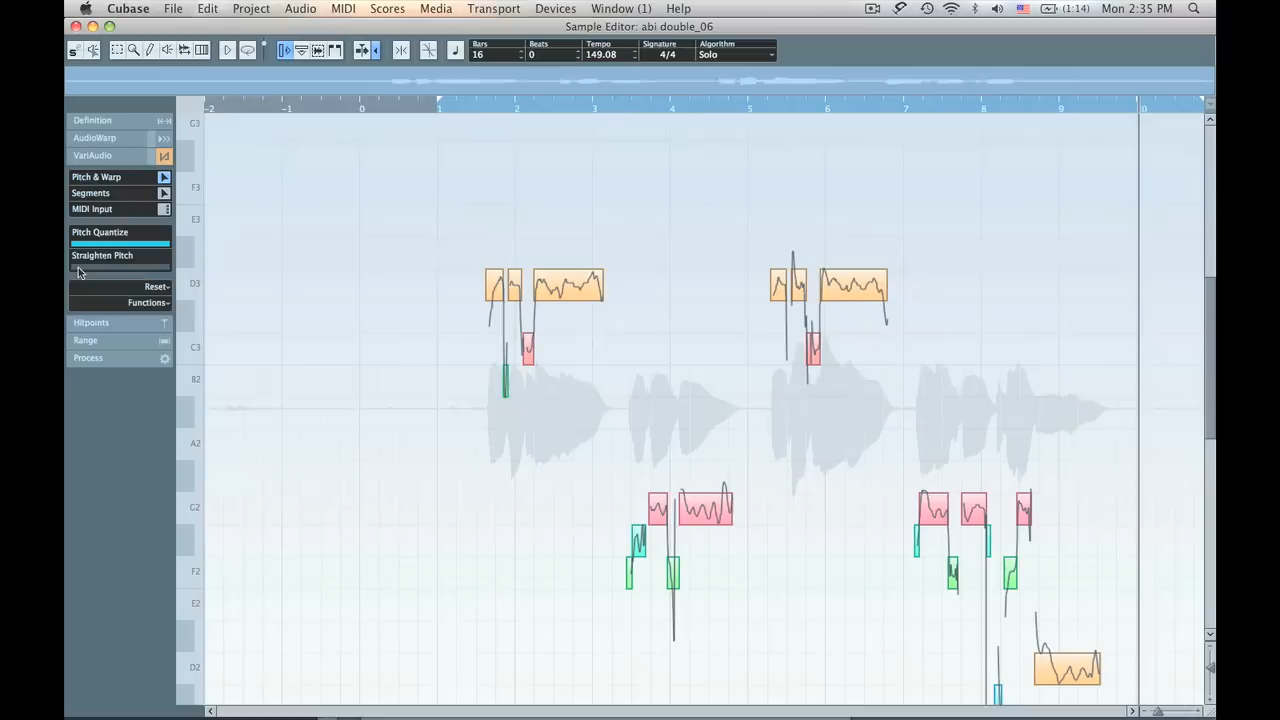 Cubase File Edit Project Audio MIDI Scores Media Transport Devices Window (1) Help (1:14) Mon 2:35 PM
Sample Editor: abi double_06
Bars Beats Tempo Signature Algorithm
16 0 149.08 4/4 Solo
-2 -1 0 1 2 3 4 5 6 7 8 9 0
Definition
AudioWarp
VariAudio
Pitch & Warp
Segments
MIDI Input
Pitch Quantize
Straighten Pitch
Reset
Functions
Hitpoints
Range
Process
G3
F3
E3
D3
C3
B2
A2
G2
F2
E2
D2